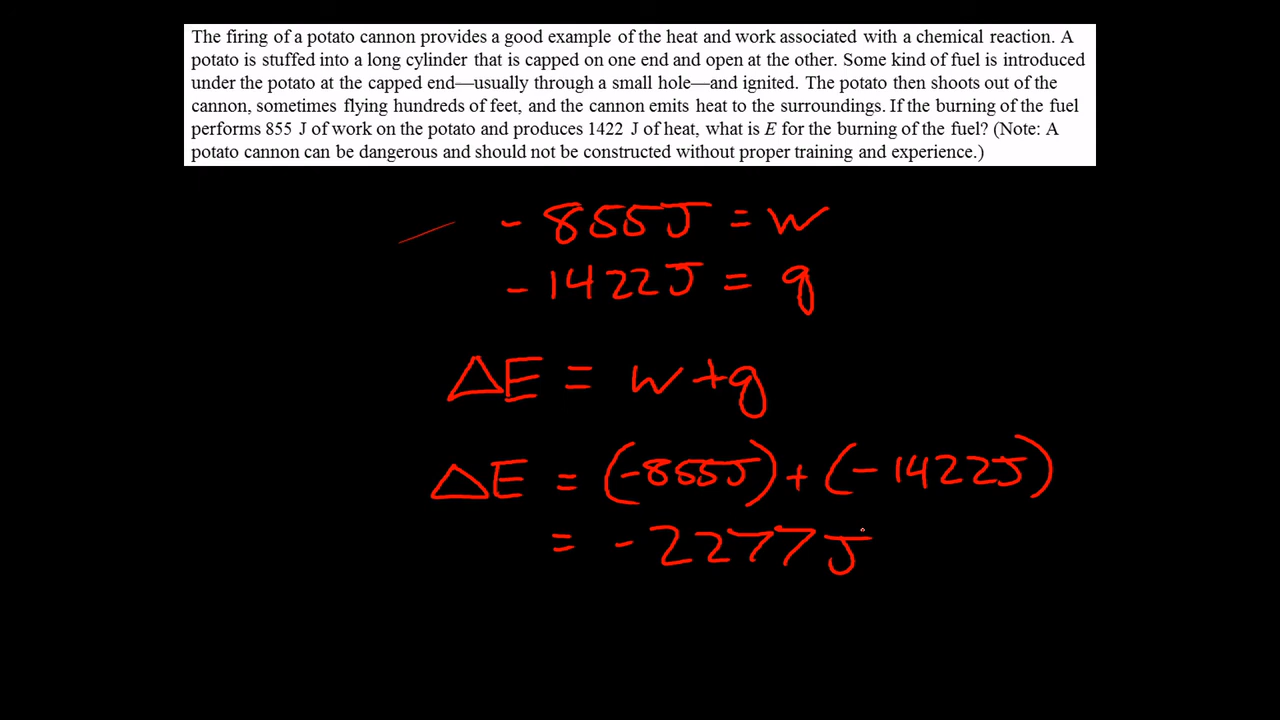 The firing of a potato cannon provides a good example of the heat and work associated with a chemical reaction. A
potato is stuffed into a long cylinder that is capped on one end and open at the other. Some kind of fuel is introduced
under the potato at the capped end—usually through a small hole—and ignited. The potato then shoots out of the
cannon, sometimes flying hundreds of feet, and the cannon emits heat to the surroundings. If the burning of the fuel
performs 855 J of work on the potato and produces 1422 J of heat, what is E for the burning of the fuel? (Note: A
potato cannon can be dangerous and should not be constructed without proper training and experience.)
- 855J = w
- 1422J = q
ΔE = w+q
ΔE = (-855J) + (-1422J)
= -2277J